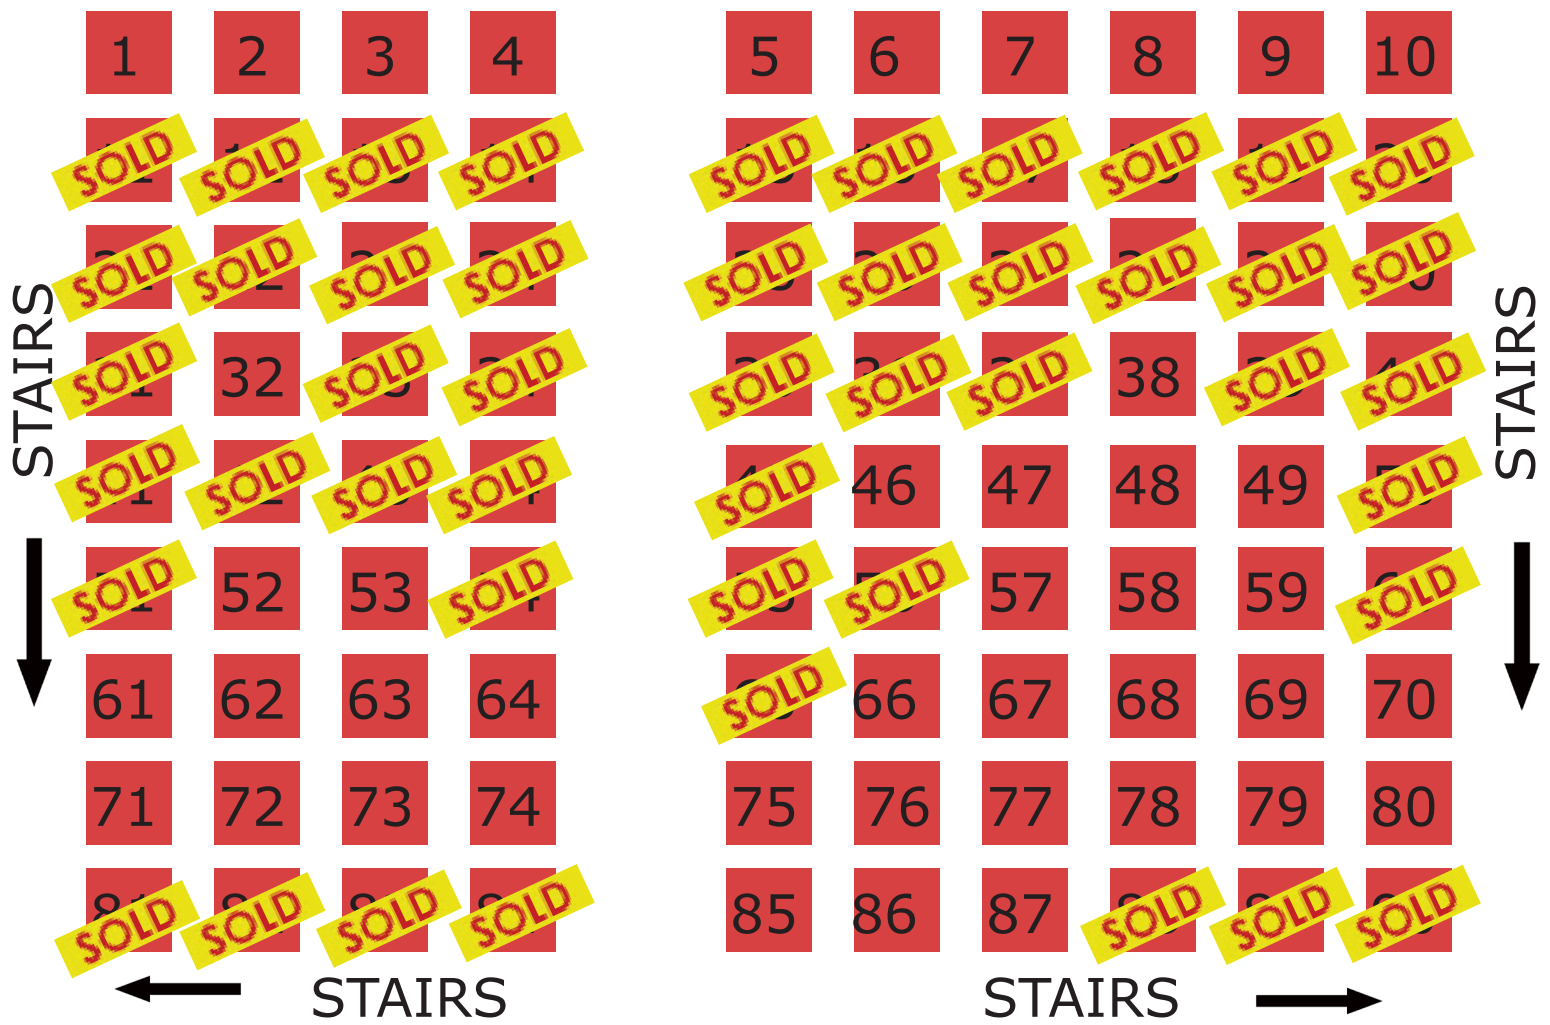 1 2 3 4 5 6 7 8 9 10
SOLD SOLD SOLD SOLD SOLD SOLD SOLD SOLD SOLD SOLD
SOLD SOLD SOLD SOLD SOLD SOLD SOLD SOLD SOLD SOLD
STAIRS
STAIRS
SOLD 32 SOLD SOLD SOLD SOLD SOLD 38 SOLD SOLD
SOLD SOLD SOLD SOLD SOLD 46 47 48 49 SOLD
SOLD 52 53 SOLD SOLD SOLD 57 58 59 SOLD
61 62 63 64 SOLD 66 67 68 69 70
71 72 73 74 75 76 77 78 79 80
SOLD SOLD SOLD SOLD 85 86 87 SOLD SOLD SOLD
STAIRS STAIRS